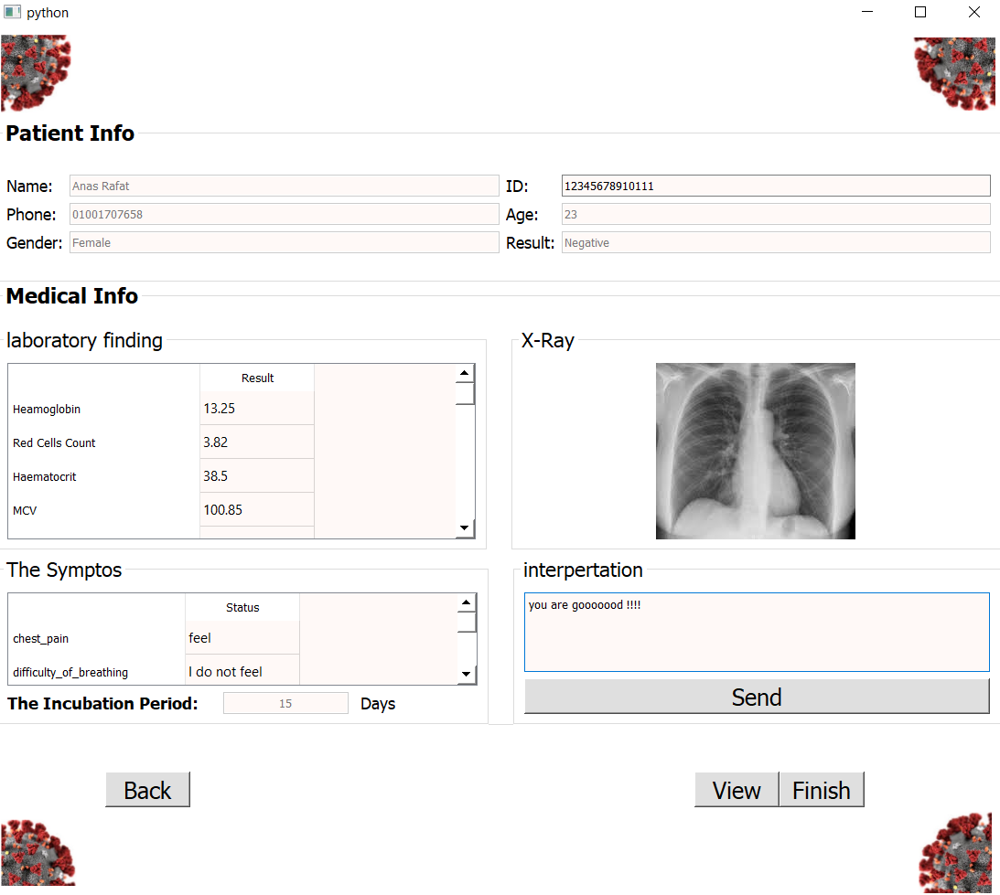 python
Patient Info
Name: Anas Rafat ID: 12345678910111
Phone: 01001707658 Age: 23
Gender: Female Result: Negative
Medical Info
laboratory finding
Result
Heamoglobin 13.25
Red Cells Count 3.82
Haematocrit 38.5
MCV 100.85
X-Ray
The Symptos
Status
chest_pain feel
difficulty_of_breathing I do not feel
The Incubation Period: 15 Days
interpertation
you are gooooood !!!!
Send
Back
View Finish